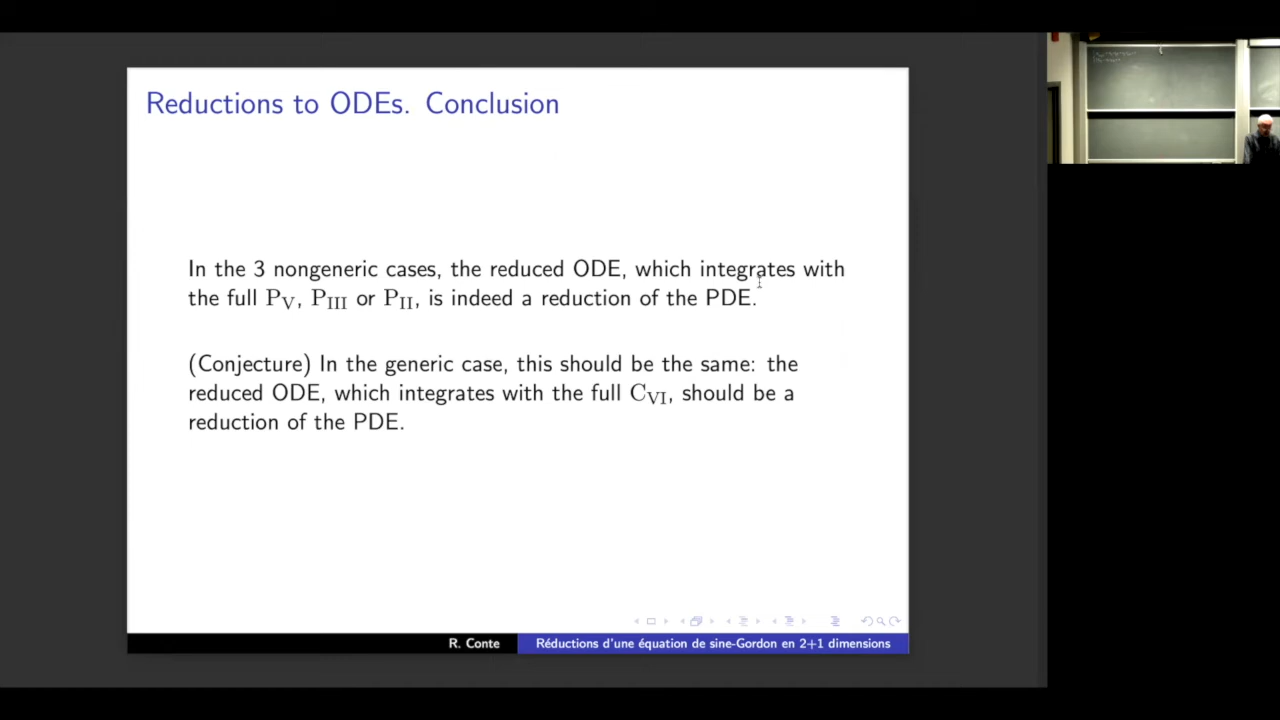 Reductions to ODEs. Conclusion
In the 3 nongeneric cases, the reduced ODE, which integrates with
the full P_V, P_III or P_II, is indeed a reduction of the PDE.
(Conjecture) In the generic case, this should be the same: the
reduced ODE, which integrates with the full C_VI, should be a
reduction of the PDE.
R. Conte
Réductions d'une équation de sine-Gordon en 2+1 dimensions